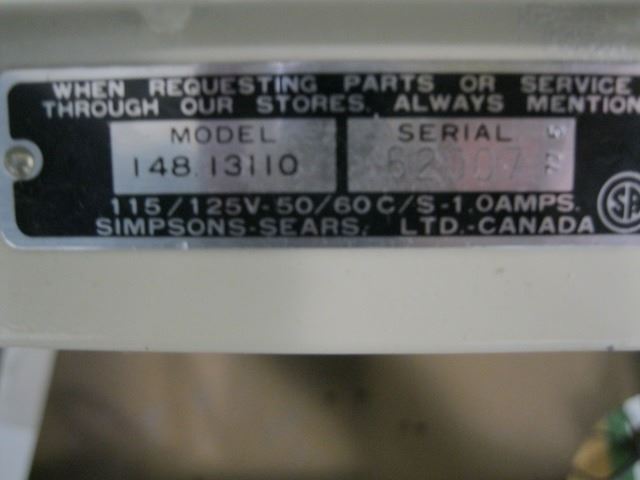 WHEN REQUESTING PARTS OR SERVICE
THROUGH OUR STORES, ALWAYS MENTION
MODEL SERIAL
148.13110
115/125V-50/60C/S-1.0AMPS.
SIMPSONS-SEARS, LTD.-CANADA